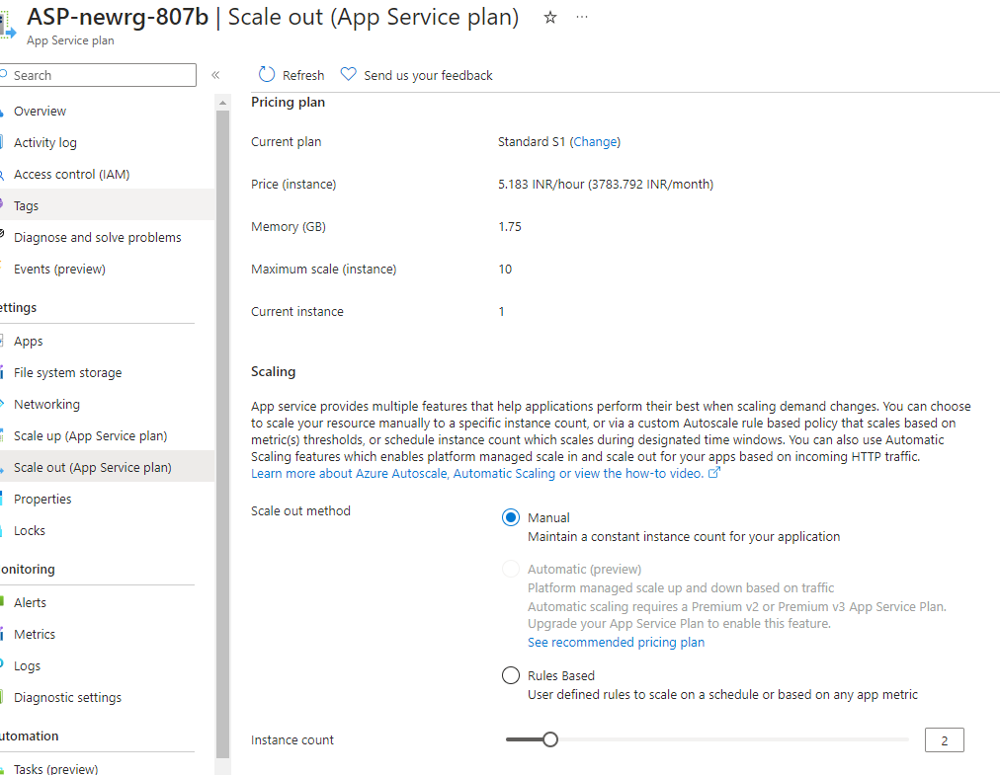 ASP-newrg-807b | Scale out (App Service plan)
App Service plan
Search
Overview
Activity log
Access control (IAM)
Tags
Diagnose and solve problems
Events (preview)
ettings
Apps
File system storage
Networking
Scale up (App Service plan)
Scale out (App Service plan)
Properties
Locks
onitoring
Alerts
Metrics
Logs
Diagnostic settings
utomation
Tasks (preview)
Refresh
Send us your feedback
Pricing plan
Current plan Standard S1 (Change)
Price (instance) 5.183 INR/hour (3783.792 INR/month)
Memory (GB) 1.75
Maximum scale (instance) 10
Current instance 1
Scaling
App service provides multiple features that help applications perform their best when scaling demand changes. You can choose
to scale your resource manually to a specific instance count, or via a custom Autoscale rule based policy that scales based on
metric(s) thresholds, or schedule instance count which scales during designated time windows. You can also use Automatic
Scaling features which enables platform managed scale in and scale out for your apps based on incoming HTTP traffic.
Learn more about Azure Autoscale, Automatic Scaling or view the how-to video.
Scale out method
Manual
Maintain a constant instance count for your application
Automatic (preview)
Platform managed scale up and down based on traffic
Automatic scaling requires a Premium v2 or Premium v3 App Service Plan.
Upgrade your App Service Plan to enable this feature.
See recommended pricing plan
Rules Based
User defined rules to scale on a schedule or based on any app metric
Instance count 2